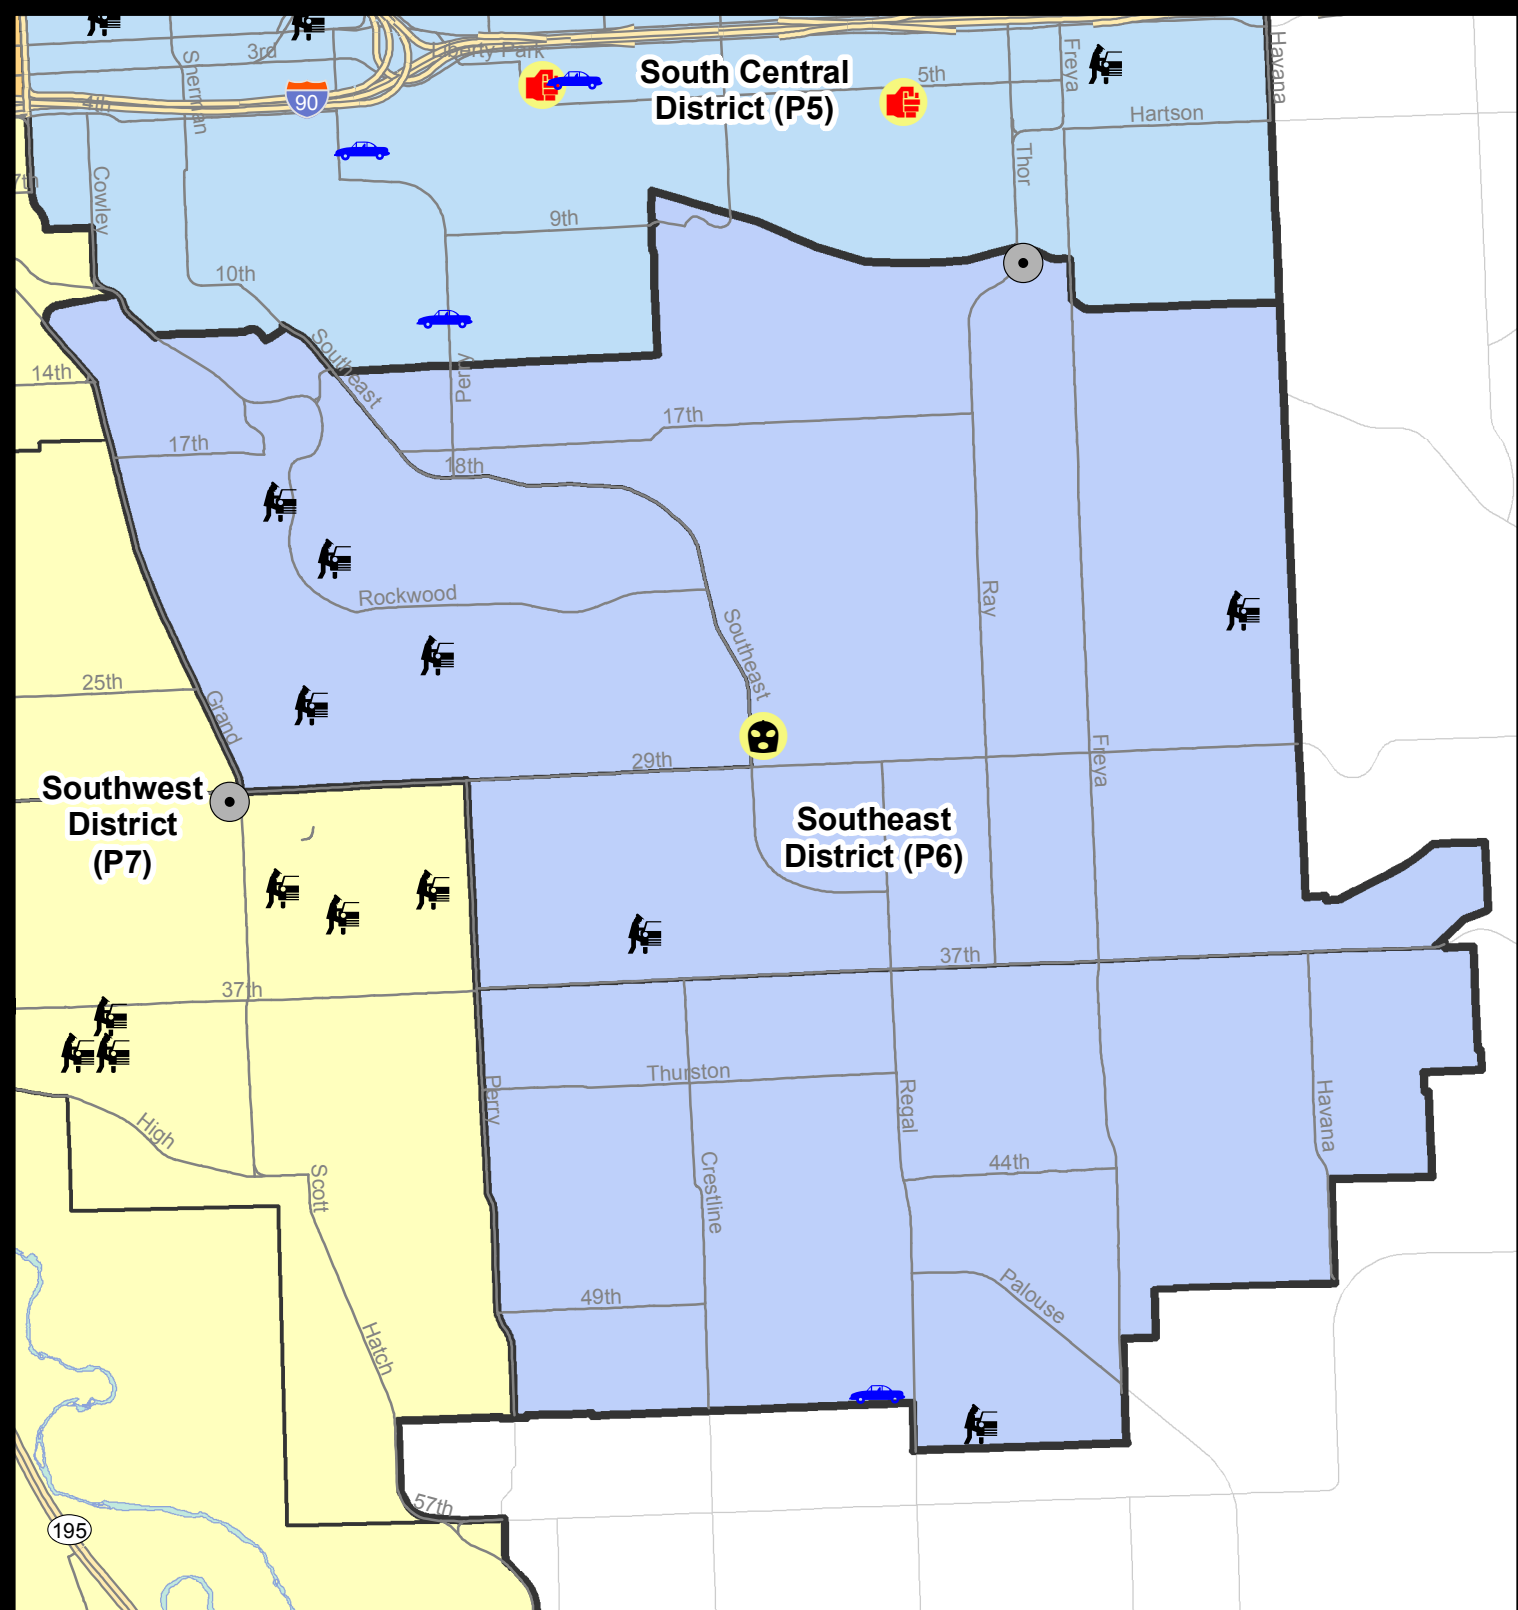 3rd
Liberty Park
Sherman
Freya
Havana
South Central
District (P5)
5th
90
4th
Hartson
Thor
7th
Cowley
9th
10th
Southeast
Perry
14th
17th
17th
18th
Rockwood
Ray
Southeast
25th
Grand
29th
Freya
Southwest
District
(P7)
Southeast
District (P6)
37th
37th
Thurston
Perry
Regal
Havana
High
Scott
Crestline
44th
Palouse
49th
Hatch
57th
195